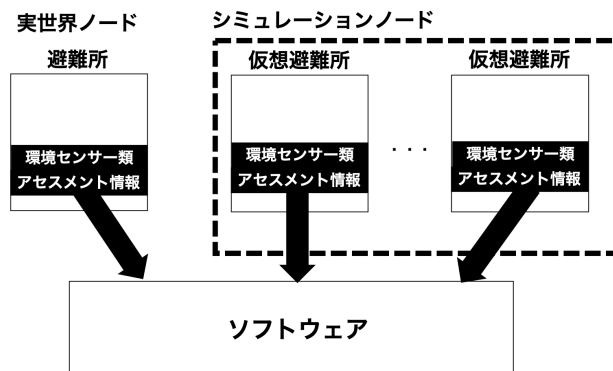 実世界ノード
シミュレーションノード
避難所
仮想避難所
仮想避難所
環境センサー類
アセスメント情報
環境センサー類
アセスメント情報
・・・
環境センサー類
アセスメント情報
ソフトウェア